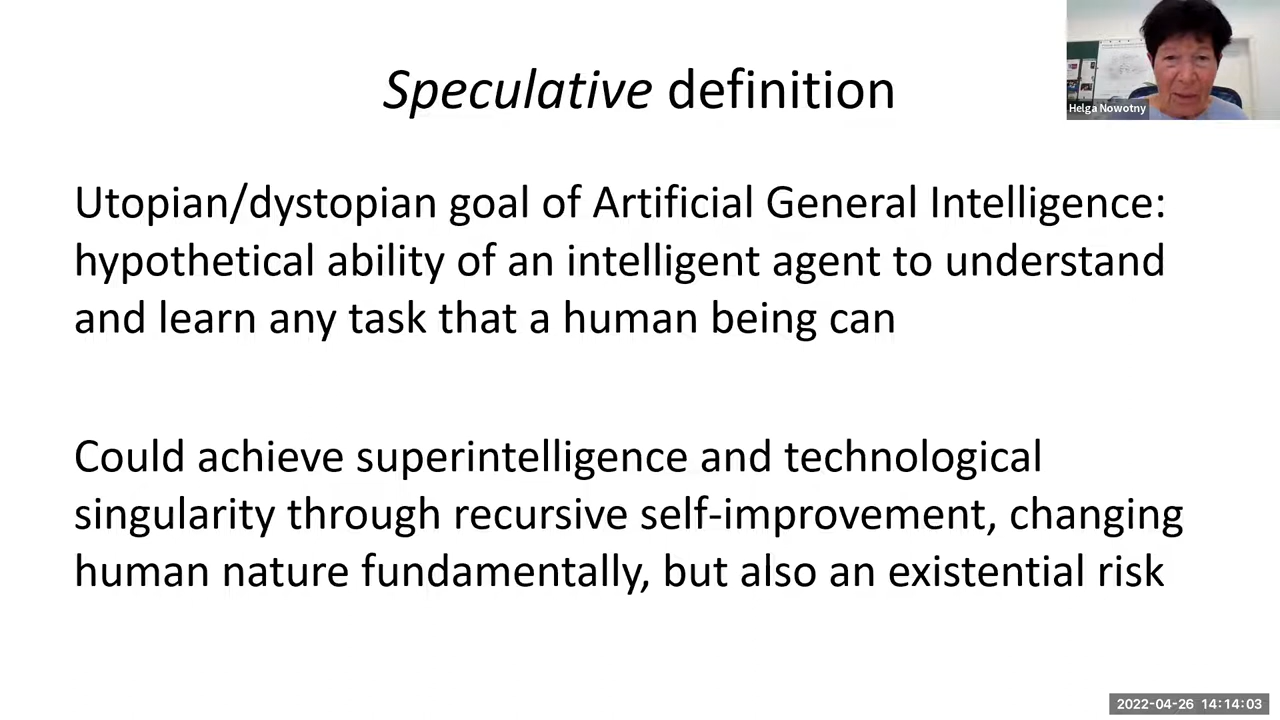 Speculative definition
Helga Nowotny
Utopian/dystopian goal of Artificial General Intelligence:
hypothetical ability of an intelligent agent to understand
and learn any task that a human being can
Could achieve superintelligence and technological
singularity through recursive self-improvement, changing
human nature fundamentally, but also an existential risk
2022-04-26 14:14:03